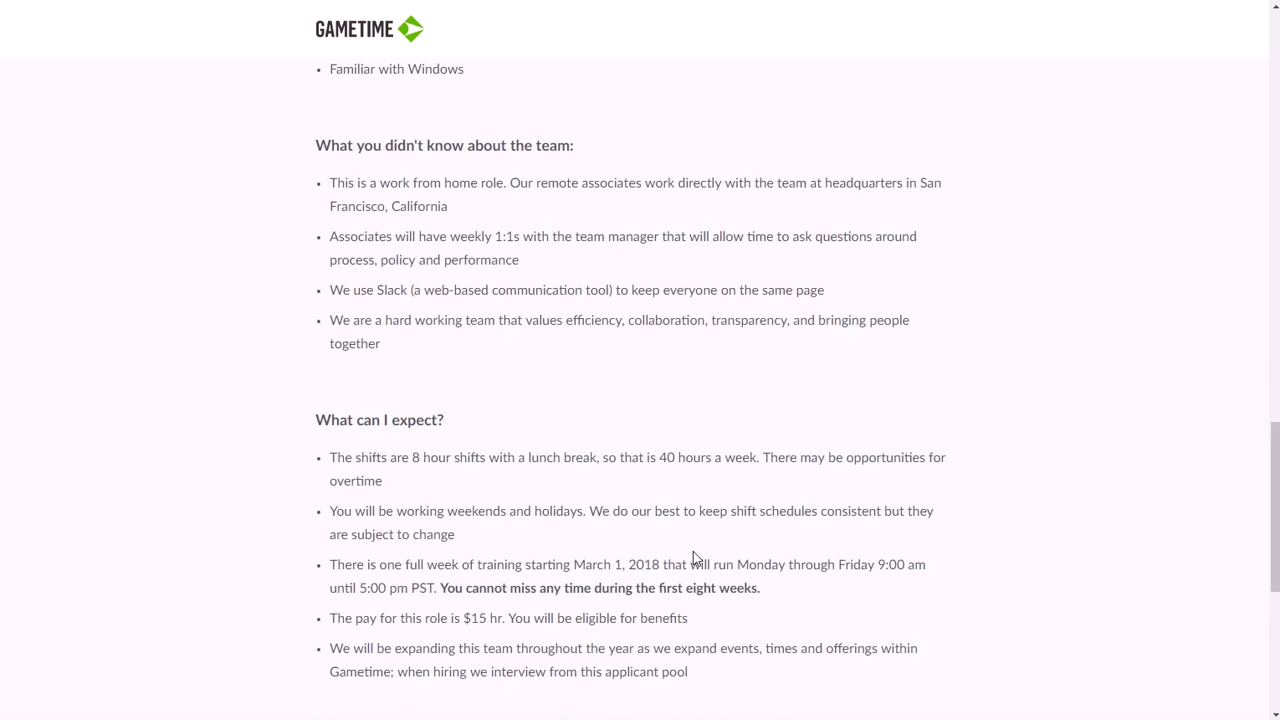 GAMETIME
• Familiar with Windows
What you didn't know about the team:
• This is a work from home role. Our remote associates work directly with the team at headquarters in San
Francisco, California
• Associates will have weekly 1:1s with the team manager that will allow time to ask questions around
process, policy and performance
• We use Slack (a web-based communication tool) to keep everyone on the same page
• We are a hard working team that values efficiency, collaboration, transparency, and bringing people
together
What can I expect?
• The shifts are 8 hour shifts with a lunch break, so that is 40 hours a week. There may be opportunities for
overtime
• You will be working weekends and holidays. We do our best to keep shift schedules consistent but they
are subject to change
• There is one full week of training starting March 1, 2018 that will run Monday through Friday 9:00 am
until 5:00 pm PST. You cannot miss any time during the first eight weeks.
• The pay for this role is $15 hr. You will be eligible for benefits
• We will be expanding this team throughout the year as we expand events, times and offerings within
Gametime; when hiring we interview from this applicant pool